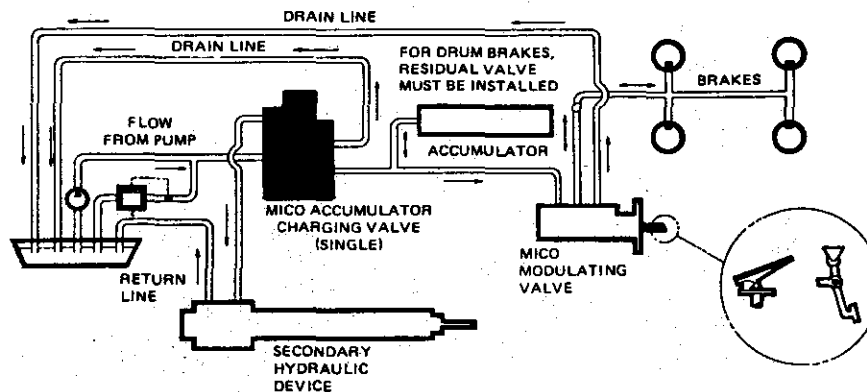 DRAIN LINE
DRAIN LINE
FOR DRUM BRAKES,
RESIDUAL VALVE
MUST BE INSTALLED
BRAKES
FLOW
FROM PUMP
ACCUMULATOR
MICO ACCUMULATOR
CHARGING VALVE
(SINGLE)
MICO
MODULATING
VALVE
RETURN
LINE
SECONDARY
HYDRAULIC
DEVICE